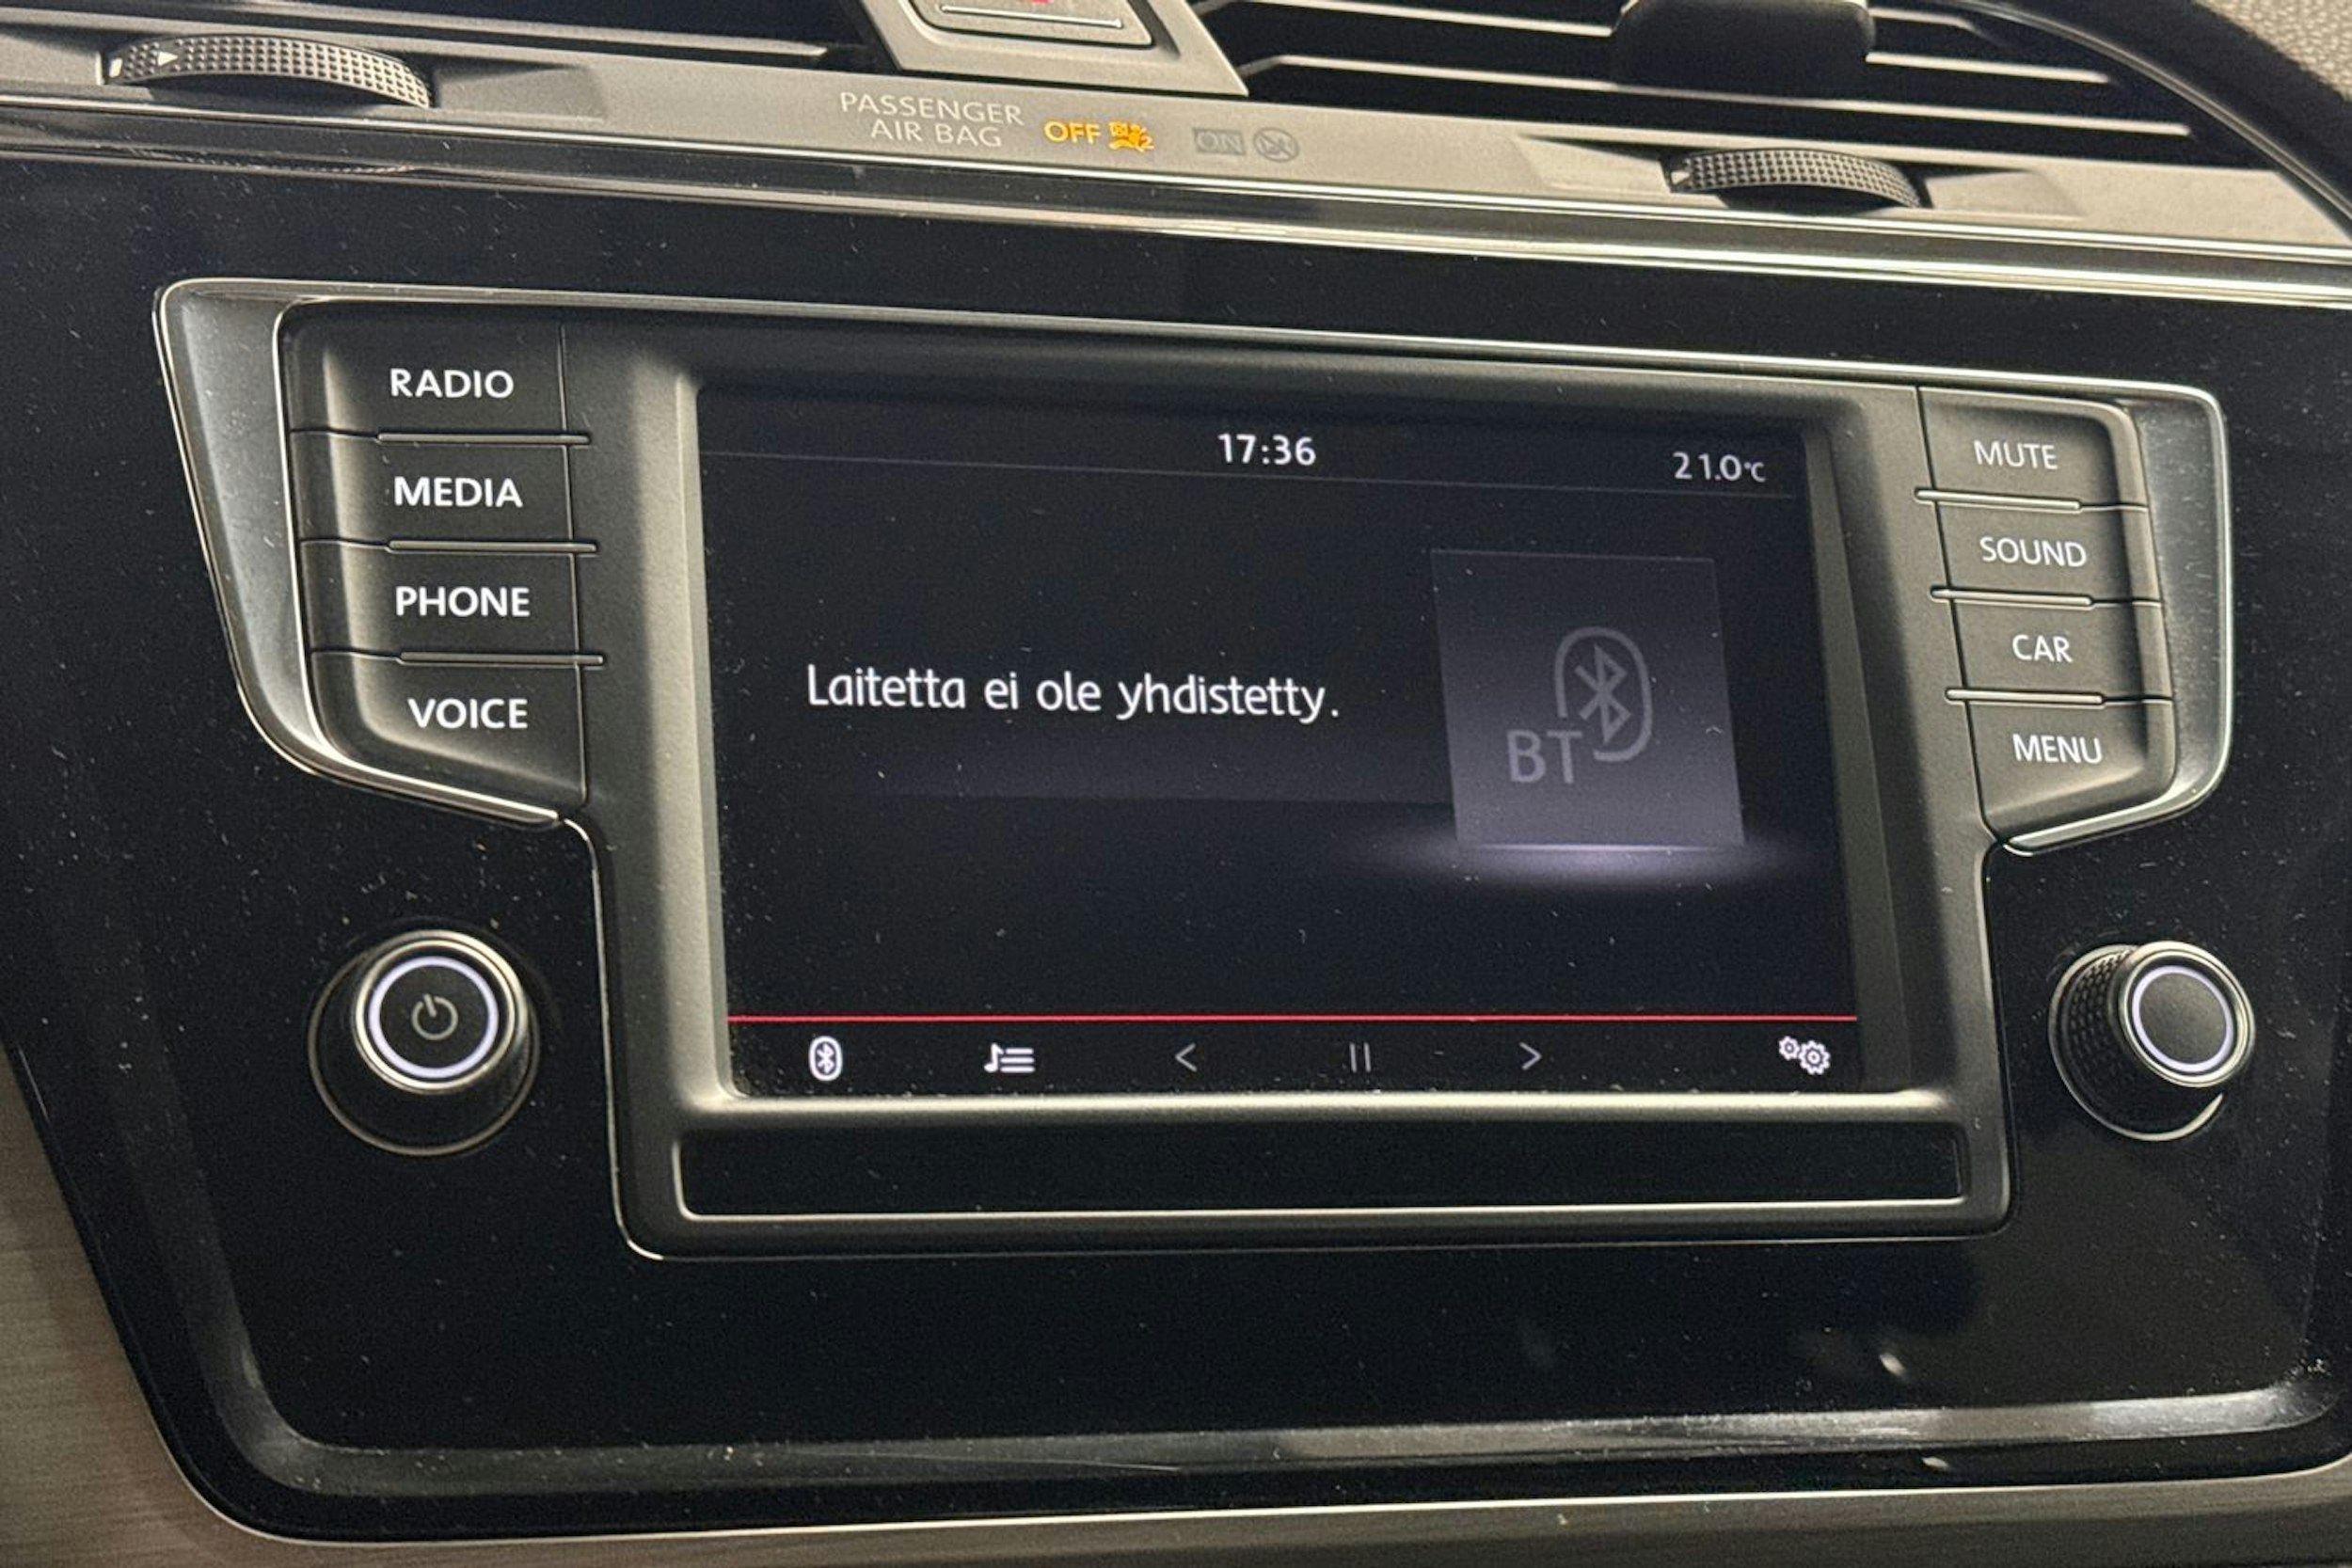 PASSENGER
AIR BAG
OFF
ON
RADIO
MEDIA
PHONE
VOICE
17:36
21.0°C
Laitetta ei ole yhdistetty.
BT
MUTE
SOUND
CAR
MENU